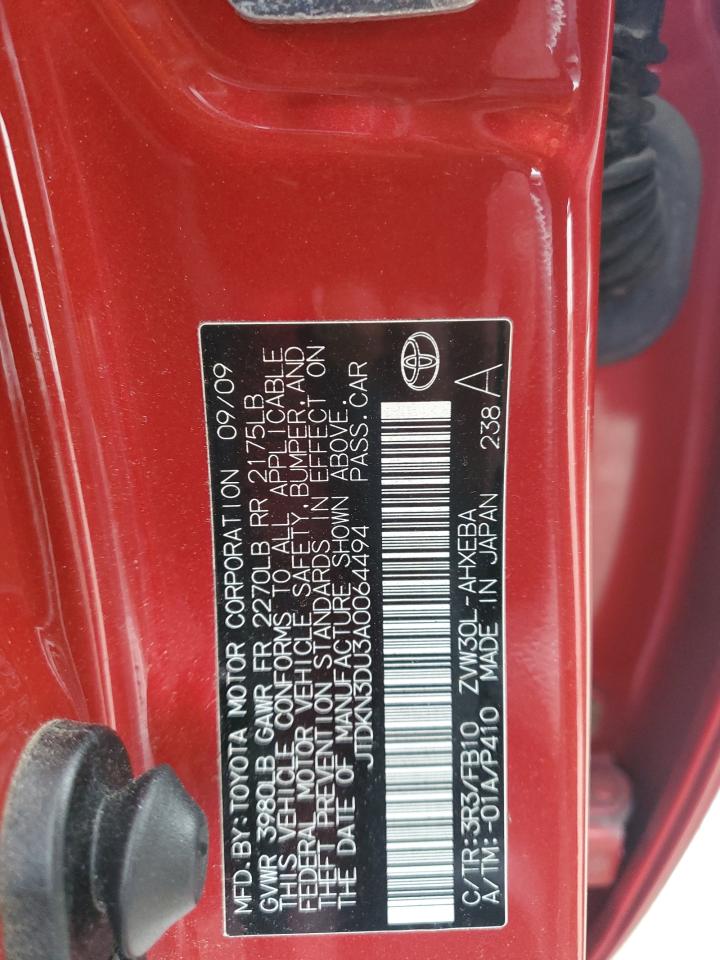 MFD. BY: TOYOTA MOTOR CORPORATION 09/09
GVWR 3980LB GAWR FR 2270LB RR 2175LB
THIS VEHICLE CONFORMS TO ALL APPLICABLE
FEDERAL MOTOR VEHICLE SAFETY, BUMPER, AND
THEFT PREVENTION STANDARDS IN EFFECT ON
THE DATE OF MANUFACTURE SHOWN ABOVE.
JTDKN3DU3A0064494 PASS. CAR
C/TR: 3R3/FB10 ZVW30L-AHXEBA
A/TM: -01A/P410 MADE IN JAPAN 238 A